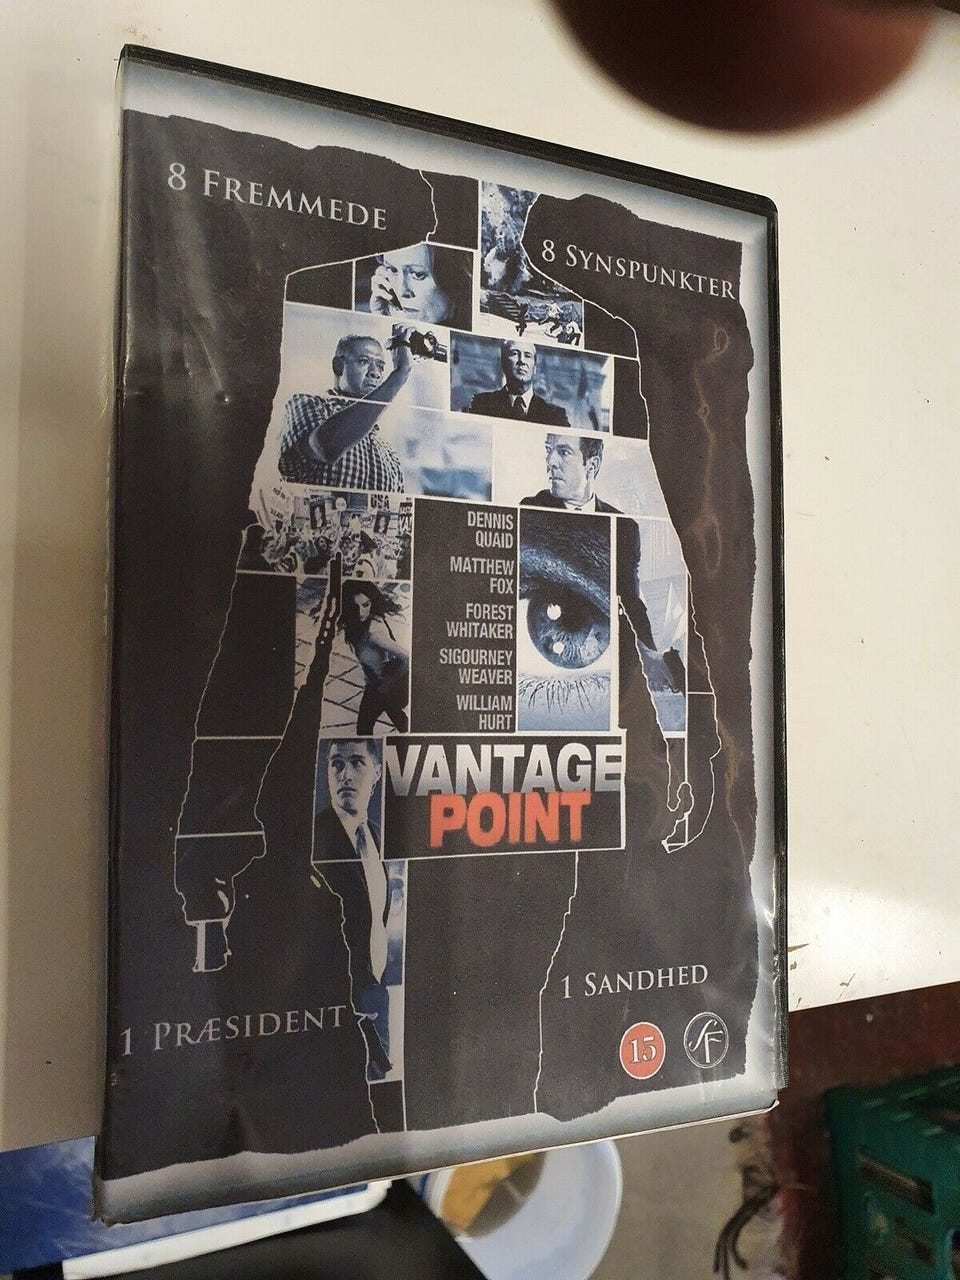 8 FREMMEDE
8 SYNSPUNKTER
USA
DENNIS
QUAID
MATTHEW
FOX
FOREST
WHITAKER
SIGOURNEY
WEAVER
WILLIAM
HURT
VANTAGE
POINT
1 PRÆSIDENT
1 SANDHED
15
SF